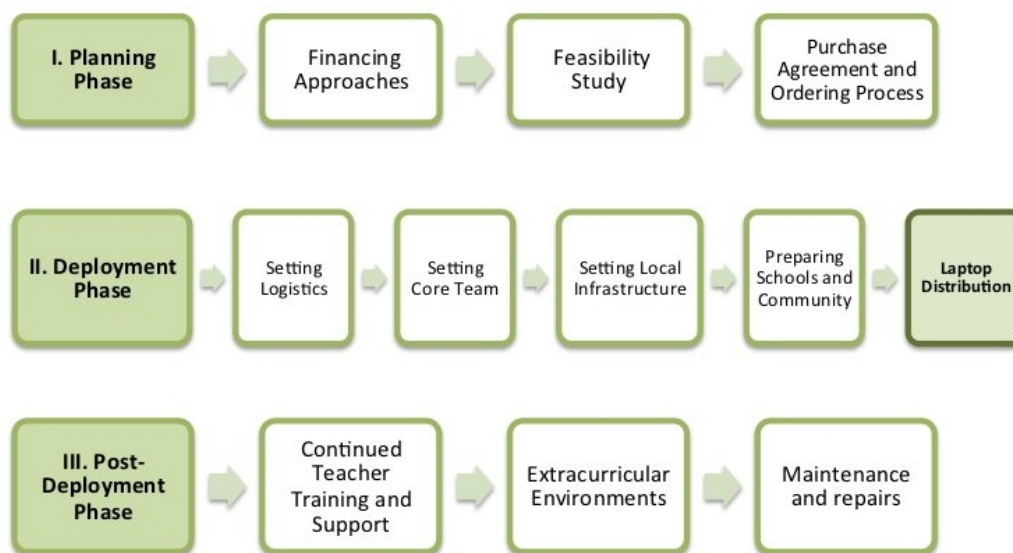 I. Planning
Phase
Financing
Approaches
Feasibility
Study
Purchase
Agreement and
Ordering Process
II. Deployment
Phase
Setting
Logistics
Setting
Core Team
Setting Local
Infrastructure
Preparing
Schools and
Community
Laptop
Distribution
III. Post-
Deployment
Phase
Continued
Teacher
Training and
Support
Extracurricular
Environments
Maintenance
and repairs